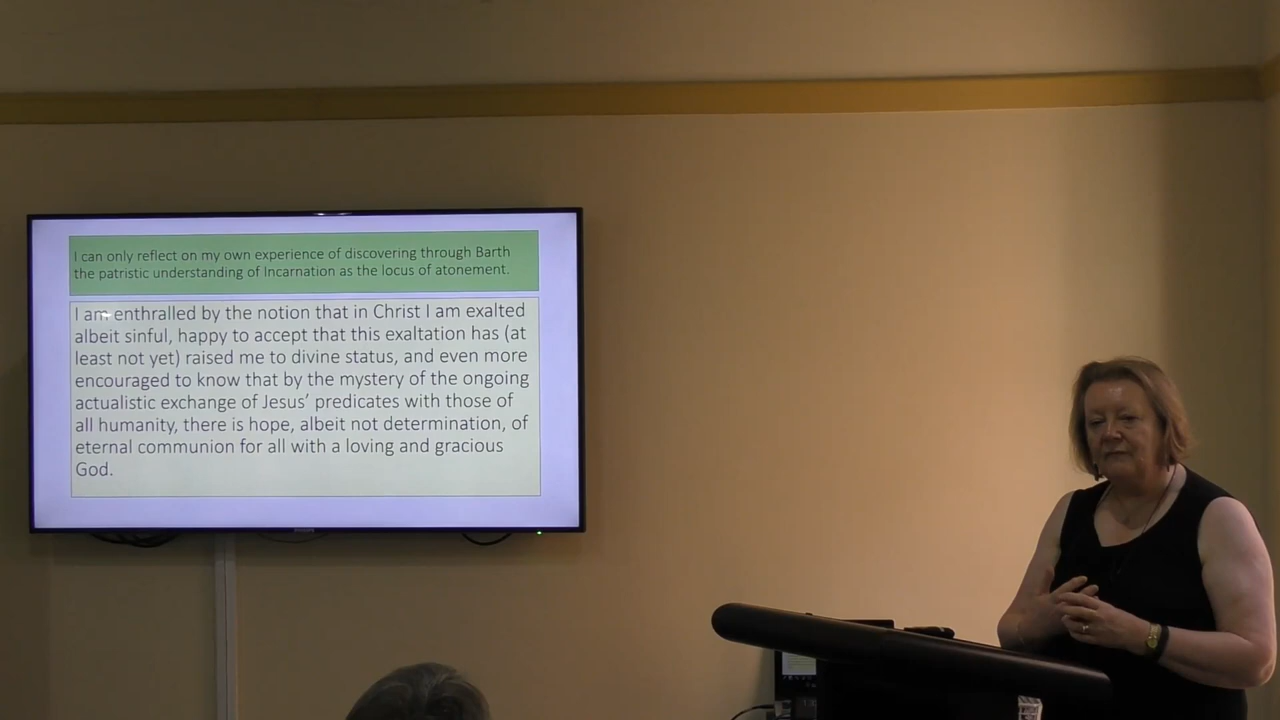 I can only reflect on my own experience of discovering through Barth
the patristic understanding of Incarnation as the locus of atonement.
I am enthralled by the notion that in Christ I am exalted
albeit sinful, happy to accept that this exaltation has (at
least not yet) raised me to divine status, and even more
encouraged to know that by the mystery of the ongoing
actualistic exchange of Jesus’ predicates with those of
all humanity, there is hope, albeit not determination, of
eternal communion for all with a loving and gracious
God.